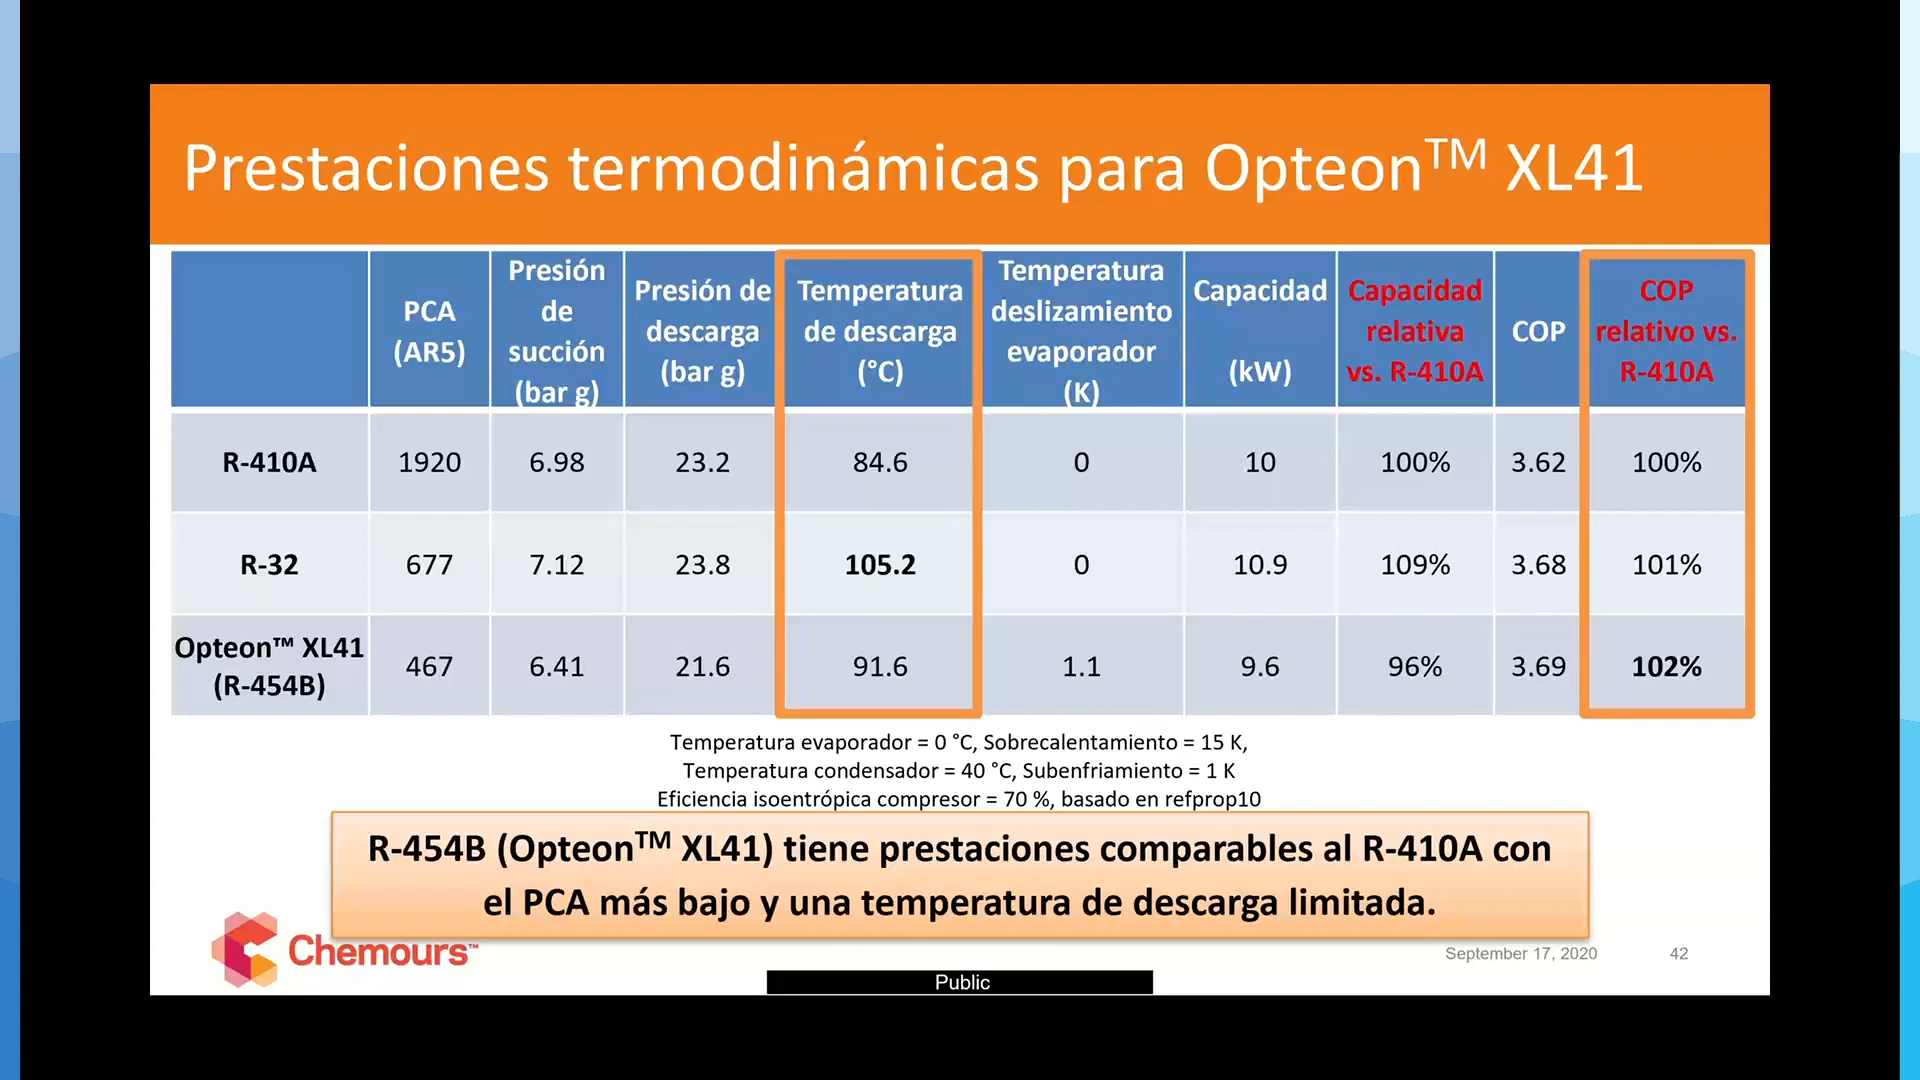 Prestaciones termodinámicas para Opteon™ XL41
PCA
(AR5)
Presión
de
succión
(bar g)
Presión de
descarga
(bar g)
Temperatura
de descarga
(°C)
Temperatura
deslizamiento
evaporador
(K)
Capacidad
(kW)
Capacidad
relativa
vs. R-410A
COP
COP
relativo vs.
R-410A
R-410A 1920 6.98 23.2 84.6 0 10 100% 3.62 100%
R-32 677 7.12 23.8 105.2 0 10.9 109% 3.68 101%
Opteon™ XL41
(R-454B)
467 6.41 21.6 91.6 1.1 9.6 96% 3.69 102%
Temperatura evaporador = 0 °C, Sobrecalentamiento = 15 K,
Temperatura condensador = 40 °C, Subenfriamiento = 1 K
Eficiencia isoentrópica compresor = 70 %, basado en refprop10
R-454B (Opteon™ XL41) tiene prestaciones comparables al R-410A con
el PCA más bajo y una temperatura de descarga limitada.
Chemours™
September 17, 2020 42
Public